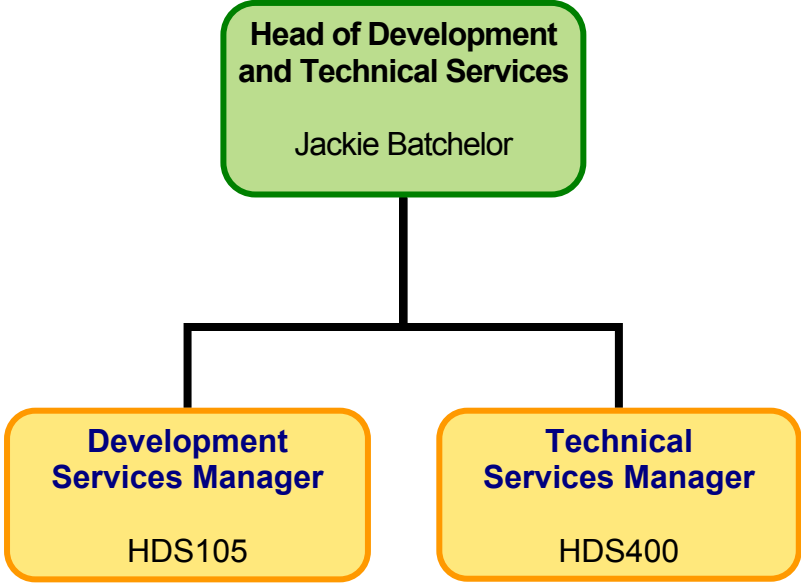 Head of Development
and Technical Services
Jackie Batchelor
Development
Services Manager
HDS105
Technical
Services Manager
HDS400